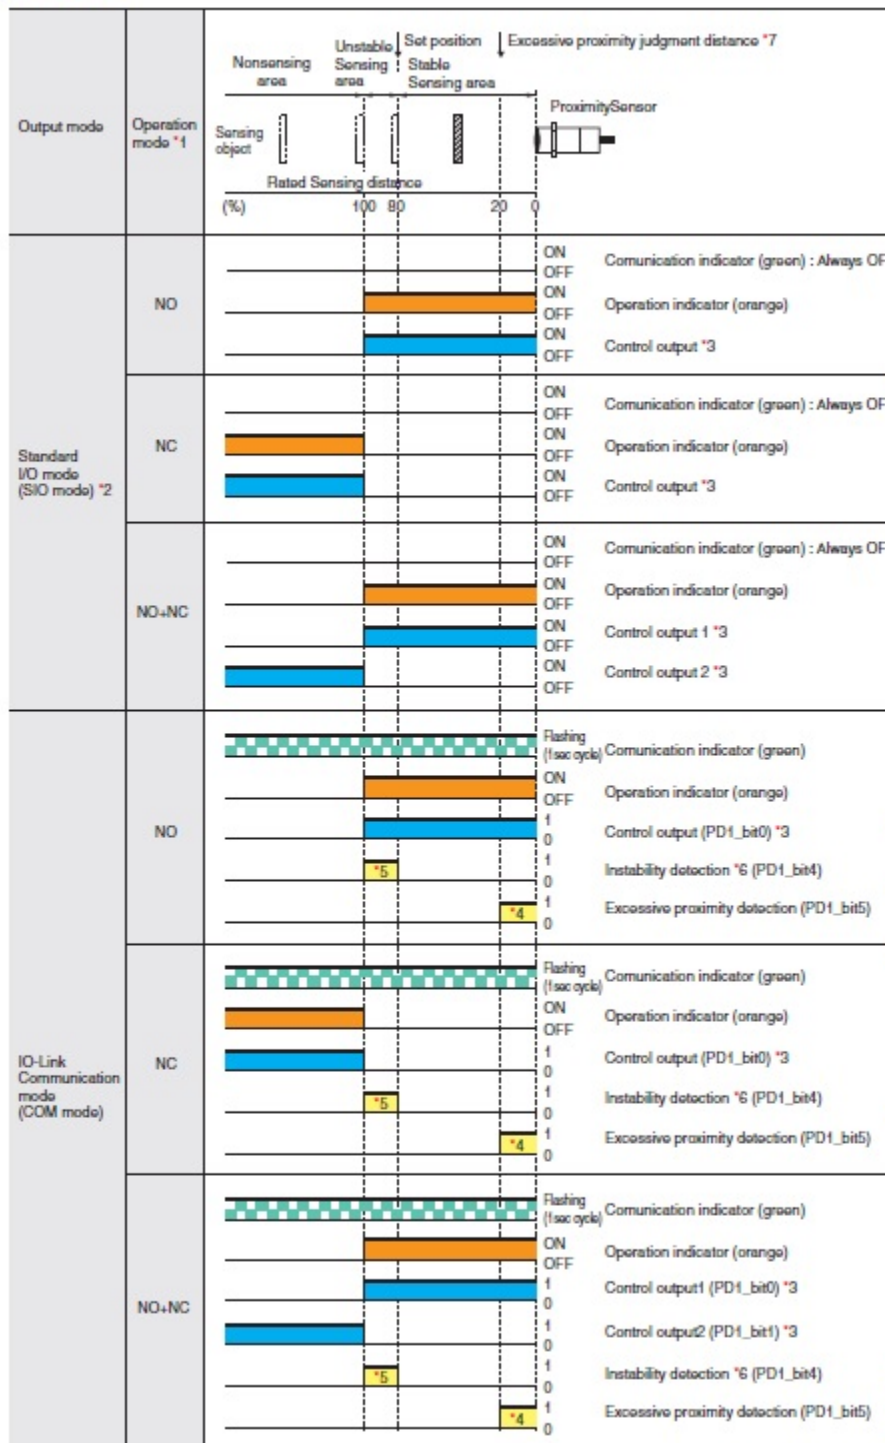 Output mode
Operation
mode *1
Nonsensing
area
Unstable
Sensing
area
Set position
Stable
Sensing area
Excessive proximity judgment distance *7
ProximitySensor
Sensing
object
Rated Sensing distance
(%) 100 80 20 0
Standard
I/O mode
(SIO mode) *2
NO
ON
OFF
Comunication indicator (green) : Always OF
ON
OFF
Operation indicator (orange)
ON
OFF
Control output *3
NC
ON
OFF
Comunication indicator (green) : Always OF
ON
OFF
Operation indicator (orange)
ON
OFF
Control output *3
NO+NC
ON
OFF
Comunication indicator (green) : Always OF
ON
OFF
Operation indicator (orange)
ON
OFF
Control output 1 *3
ON
OFF
Control output 2 *3
IO-Link
Communication
mode
(COM mode)
NO
Flashing
(1sec cycle)
Comunication indicator (green)
ON
OFF
Operation indicator (orange)
1
0
Control output (PD1_bit0) *3
*5
1
0
Instability detection *6 (PD1_bit4)
*4
1
0
Excessive proximity detection (PD1_bit5)
NC
Flashing
(1sec cycle)
Comunication indicator (green)
ON
OFF
Operation indicator (orange)
1
0
Control output (PD1_bit0) *3
*5
1
0
Instability detection *6 (PD1_bit4)
*4
1
0
Excessive proximity detection (PD1_bit5)
NO+NC
Flashing
(1sec cycle)
Comunication indicator (green)
ON
OFF
Operation indicator (orange)
1
0
Control output1 (PD1_bit0) *3
1
0
Control output2 (PD1_bit1) *3
*5
1
0
Instability detection *6 (PD1_bit4)
*4
1
0
Excessive proximity detection (PD1_bit5)